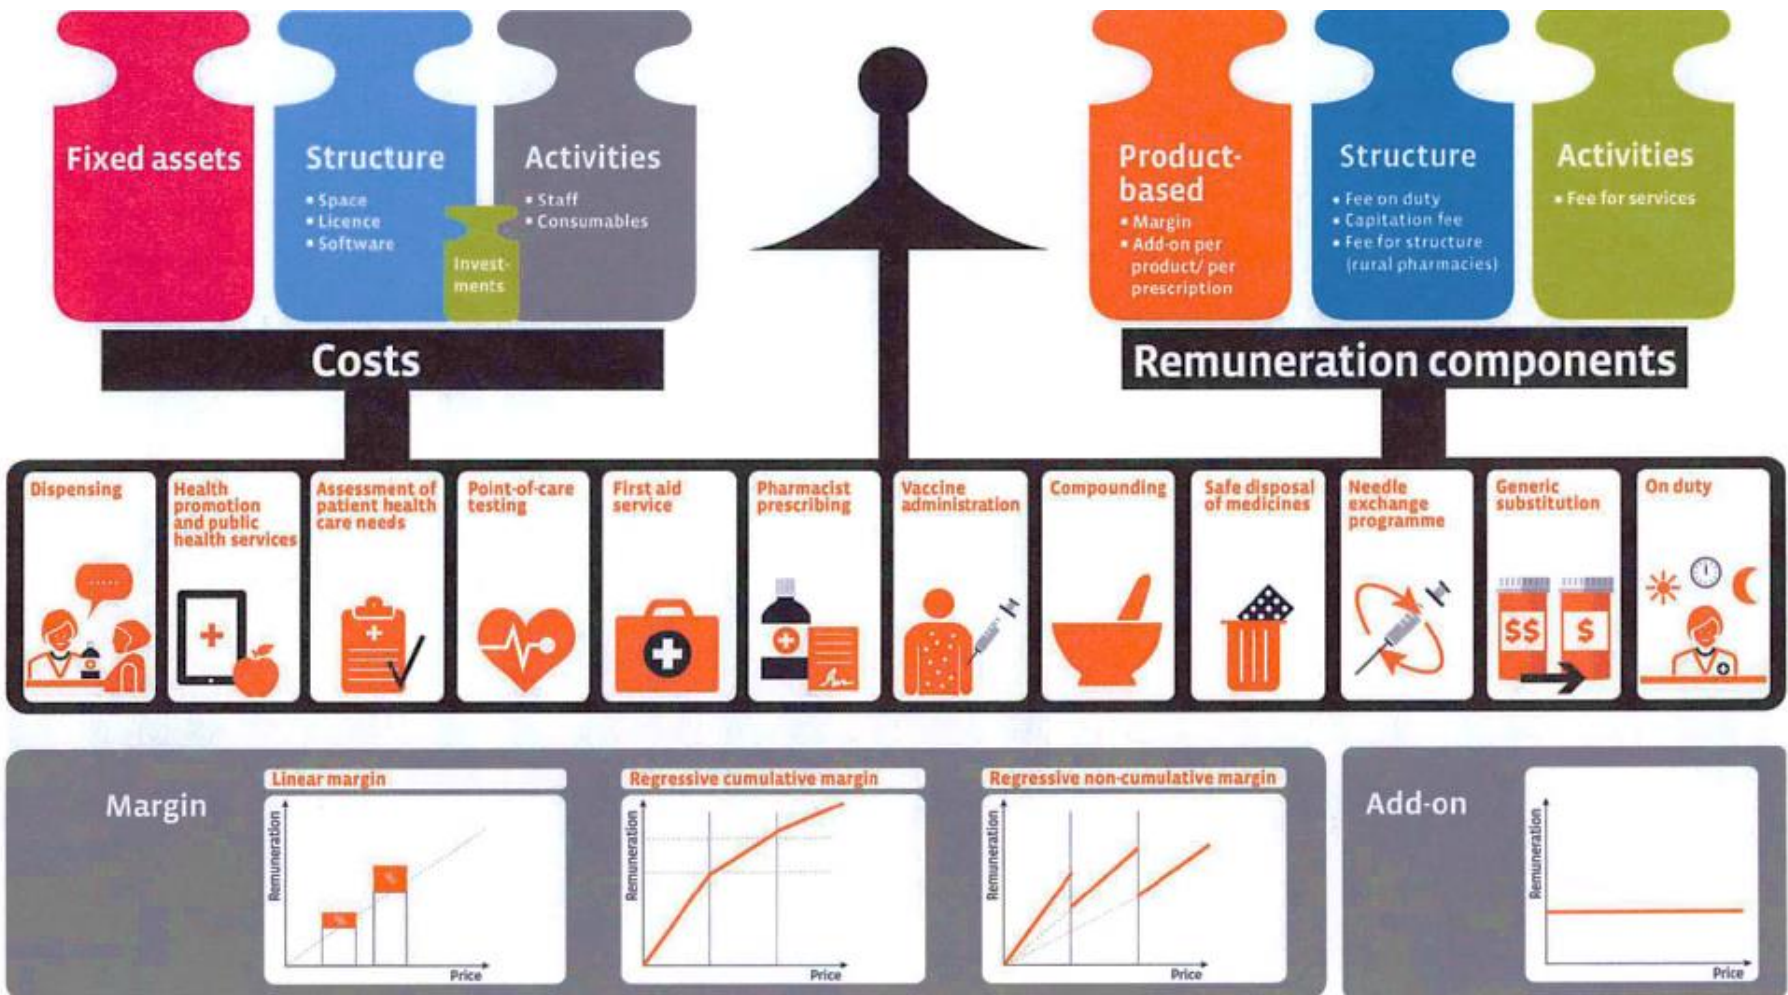 Fixed assets
Structure
▪ Space
▪ Licence
▪ Software
Invest-
ments
Activities
▪ Staff
▪ Consumables
Product-
based
▪ Margin
▪ Add-on per
product/ per
prescription
Structure
▪ Fee on duty
▪ Capitation fee
▪ Fee for structure
(rural pharmacies)
Activities
▪ Fee for services
Costs
Remuneration components
Dispensing
.....
Health
promotion
and public
health services
Assessment of
patient health
care needs
Point-of-care
testing
First aid
service
Pharmacist
prescribing
Vaccine
administration
Compounding
Safe disposal
of medicines
Needle
exchange
programme
Generic
substitution
$$
$
On duty
Margin
Linear margin
Remuneration
%
%
Price
Regressive cumulative margin
Remuneration
Price
Regressive non-cumulative margin
Remuneration
Price
Add-on
Remuneration
Price